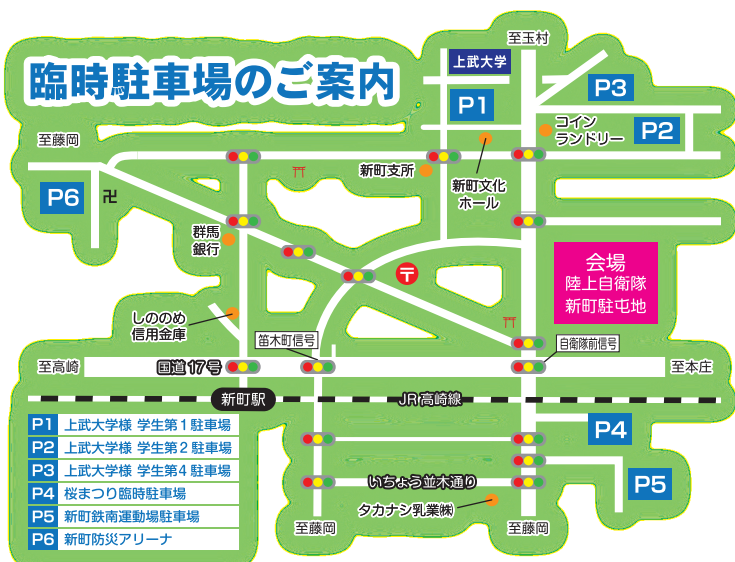 臨時駐車場のご案内
至玉村
上武大学
P1
P3
コイン
ランドリー
P2
至藤岡
新町支所
新町文化
ホール
P6
卍
群馬
銀行
〒
会場
陸上自衛隊
新町駐屯地
しののめ
信用金庫
笛木町信号
自衛隊前信号
至高崎
国道17号
至本庄
新町駅
JR高崎線
P1 上武大学様 学生第1駐車場
P2 上武大学様 学生第2駐車場
P3 上武大学様 学生第4駐車場
P4 桜まつり臨時駐車場
P5 新町鉄南運動場駐車場
P6 新町防災アリーナ
P4
いちょう並木通り
P5
タカナシ乳業㈱
至藤岡
至藤岡